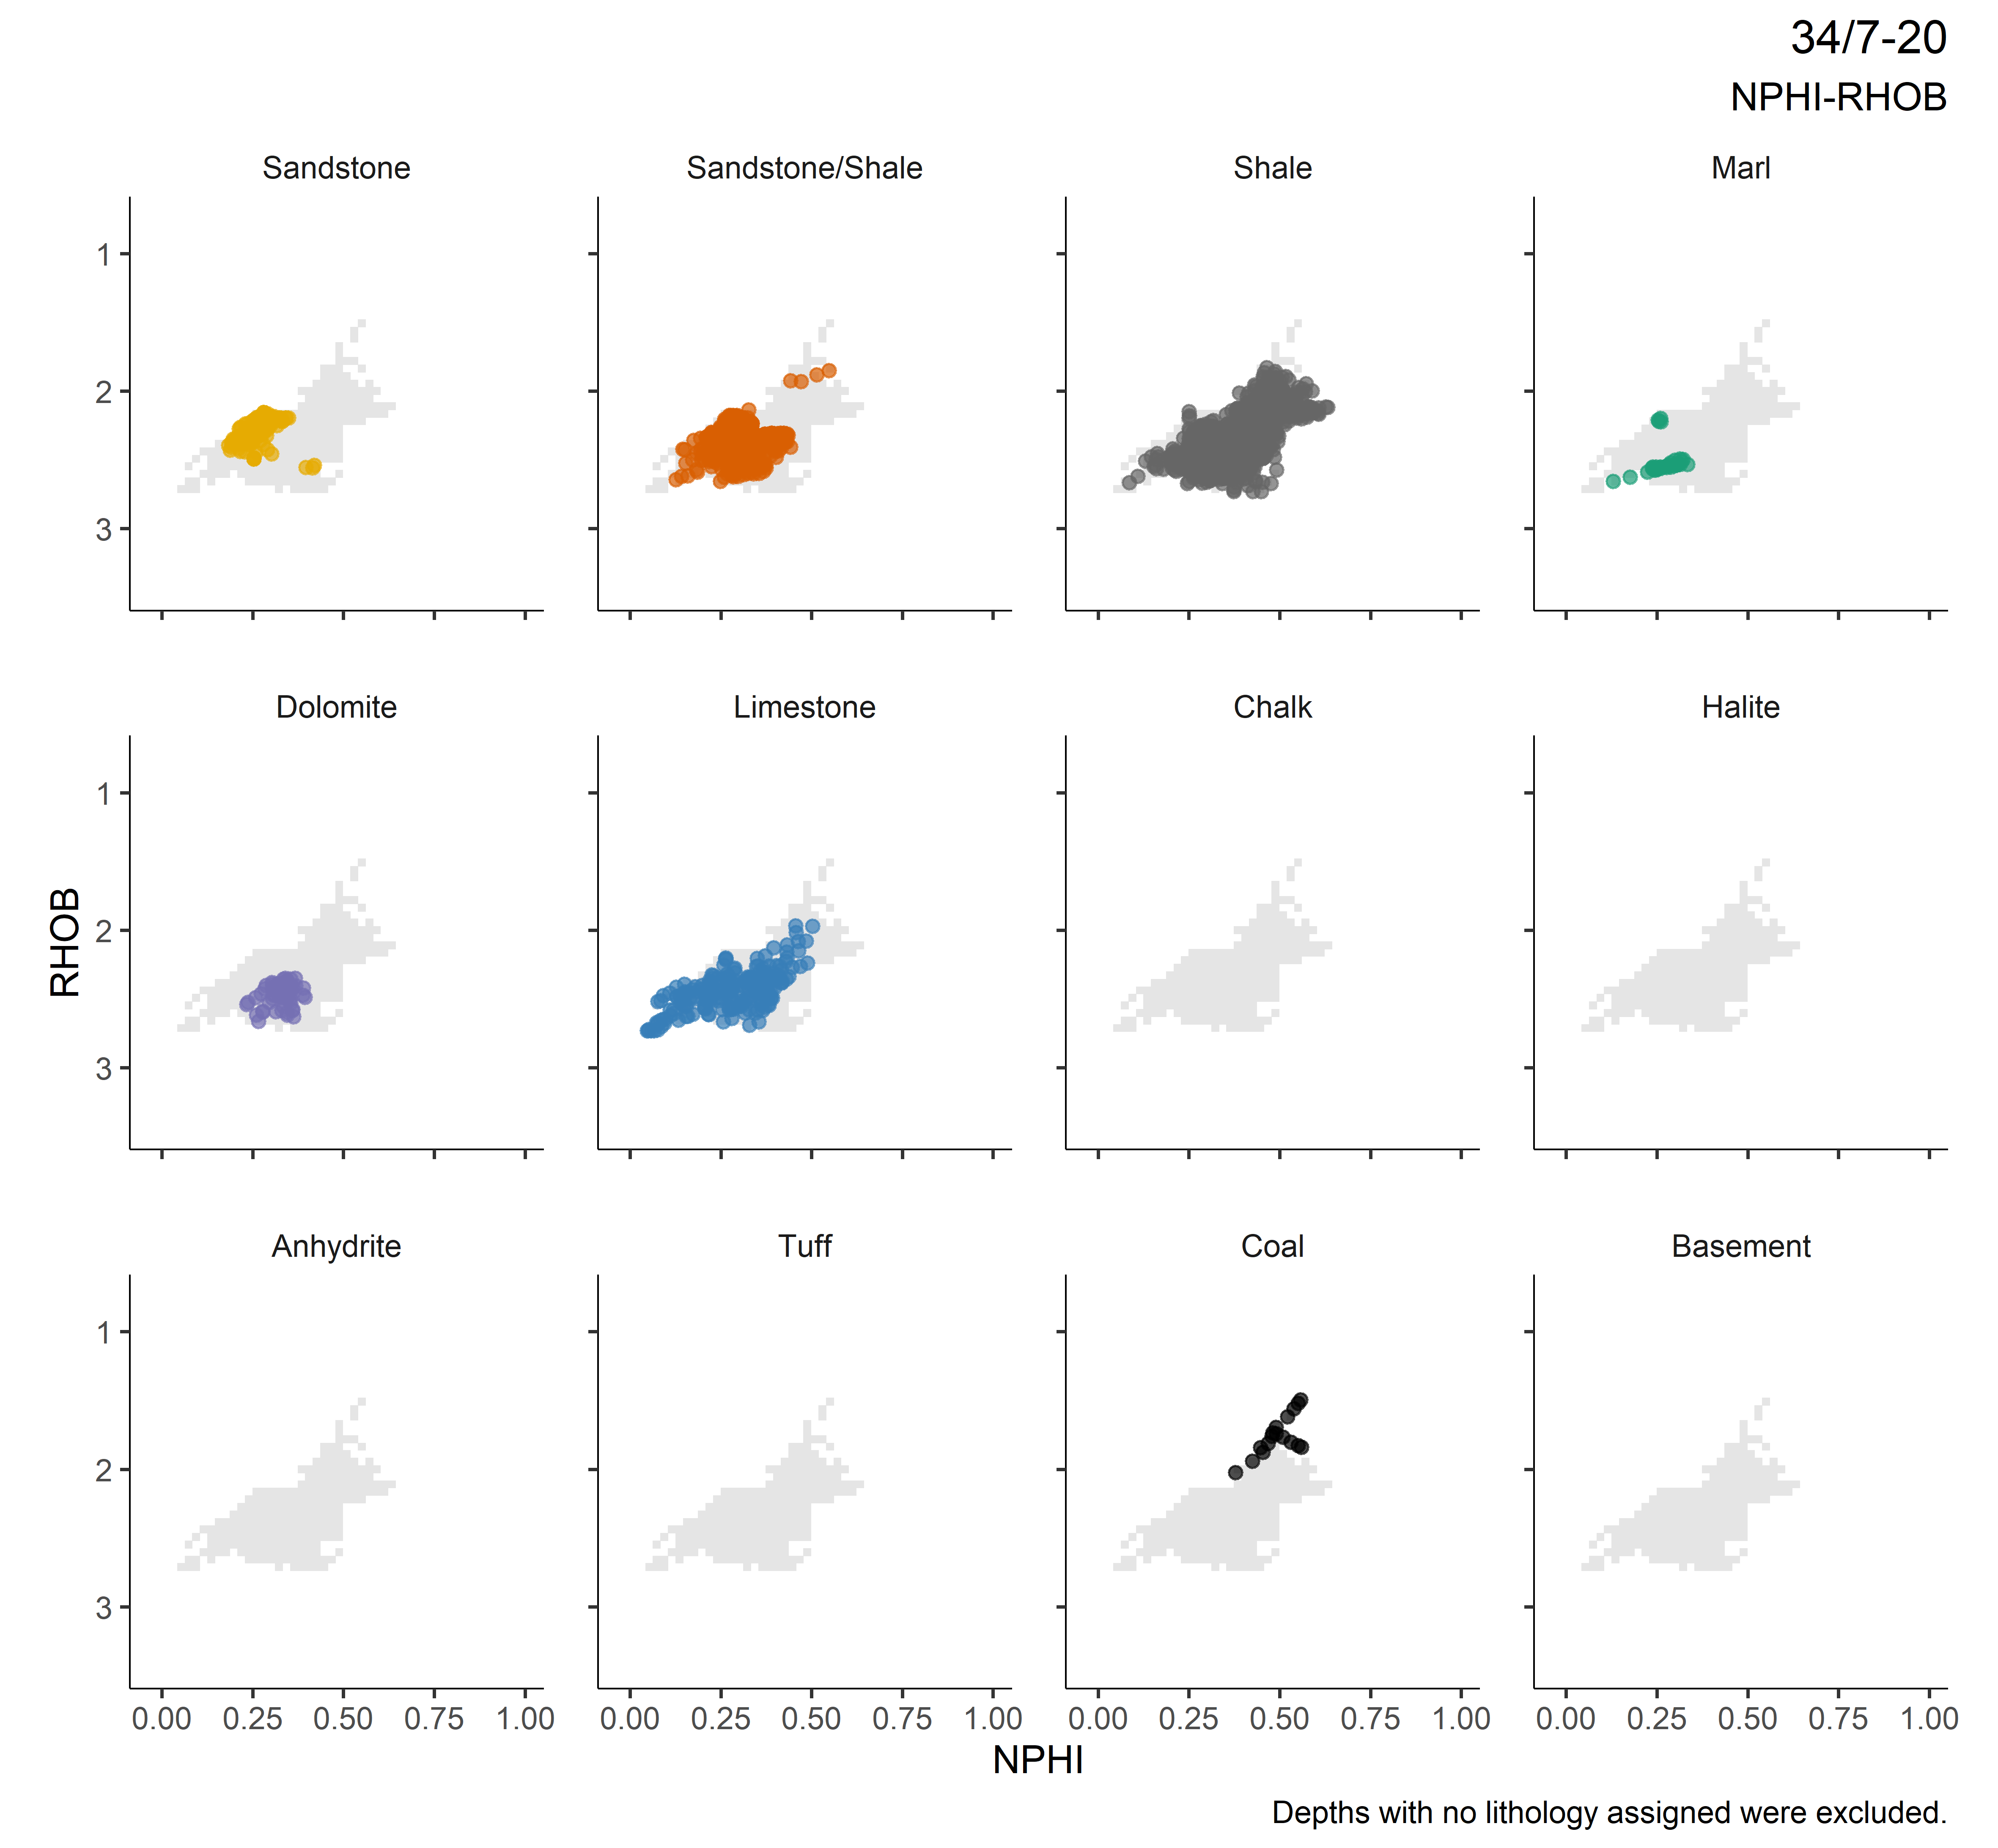 34/7-20
NPHI-RHOB
Sandstone Sandstone/Shale Shale Marl
1
2
3
Dolomite Limestone Chalk Halite
1
2
3
RHOB
Anhydrite Tuff Coal Basement
1
2
3
0.00 0.25 0.50 0.75 1.00 0.00 0.25 0.50 0.75 1.00 0.00 0.25 0.50 0.75 1.00 0.00 0.25 0.50 0.75 1.00
NPHI
Depths with no lithology assigned were excluded.